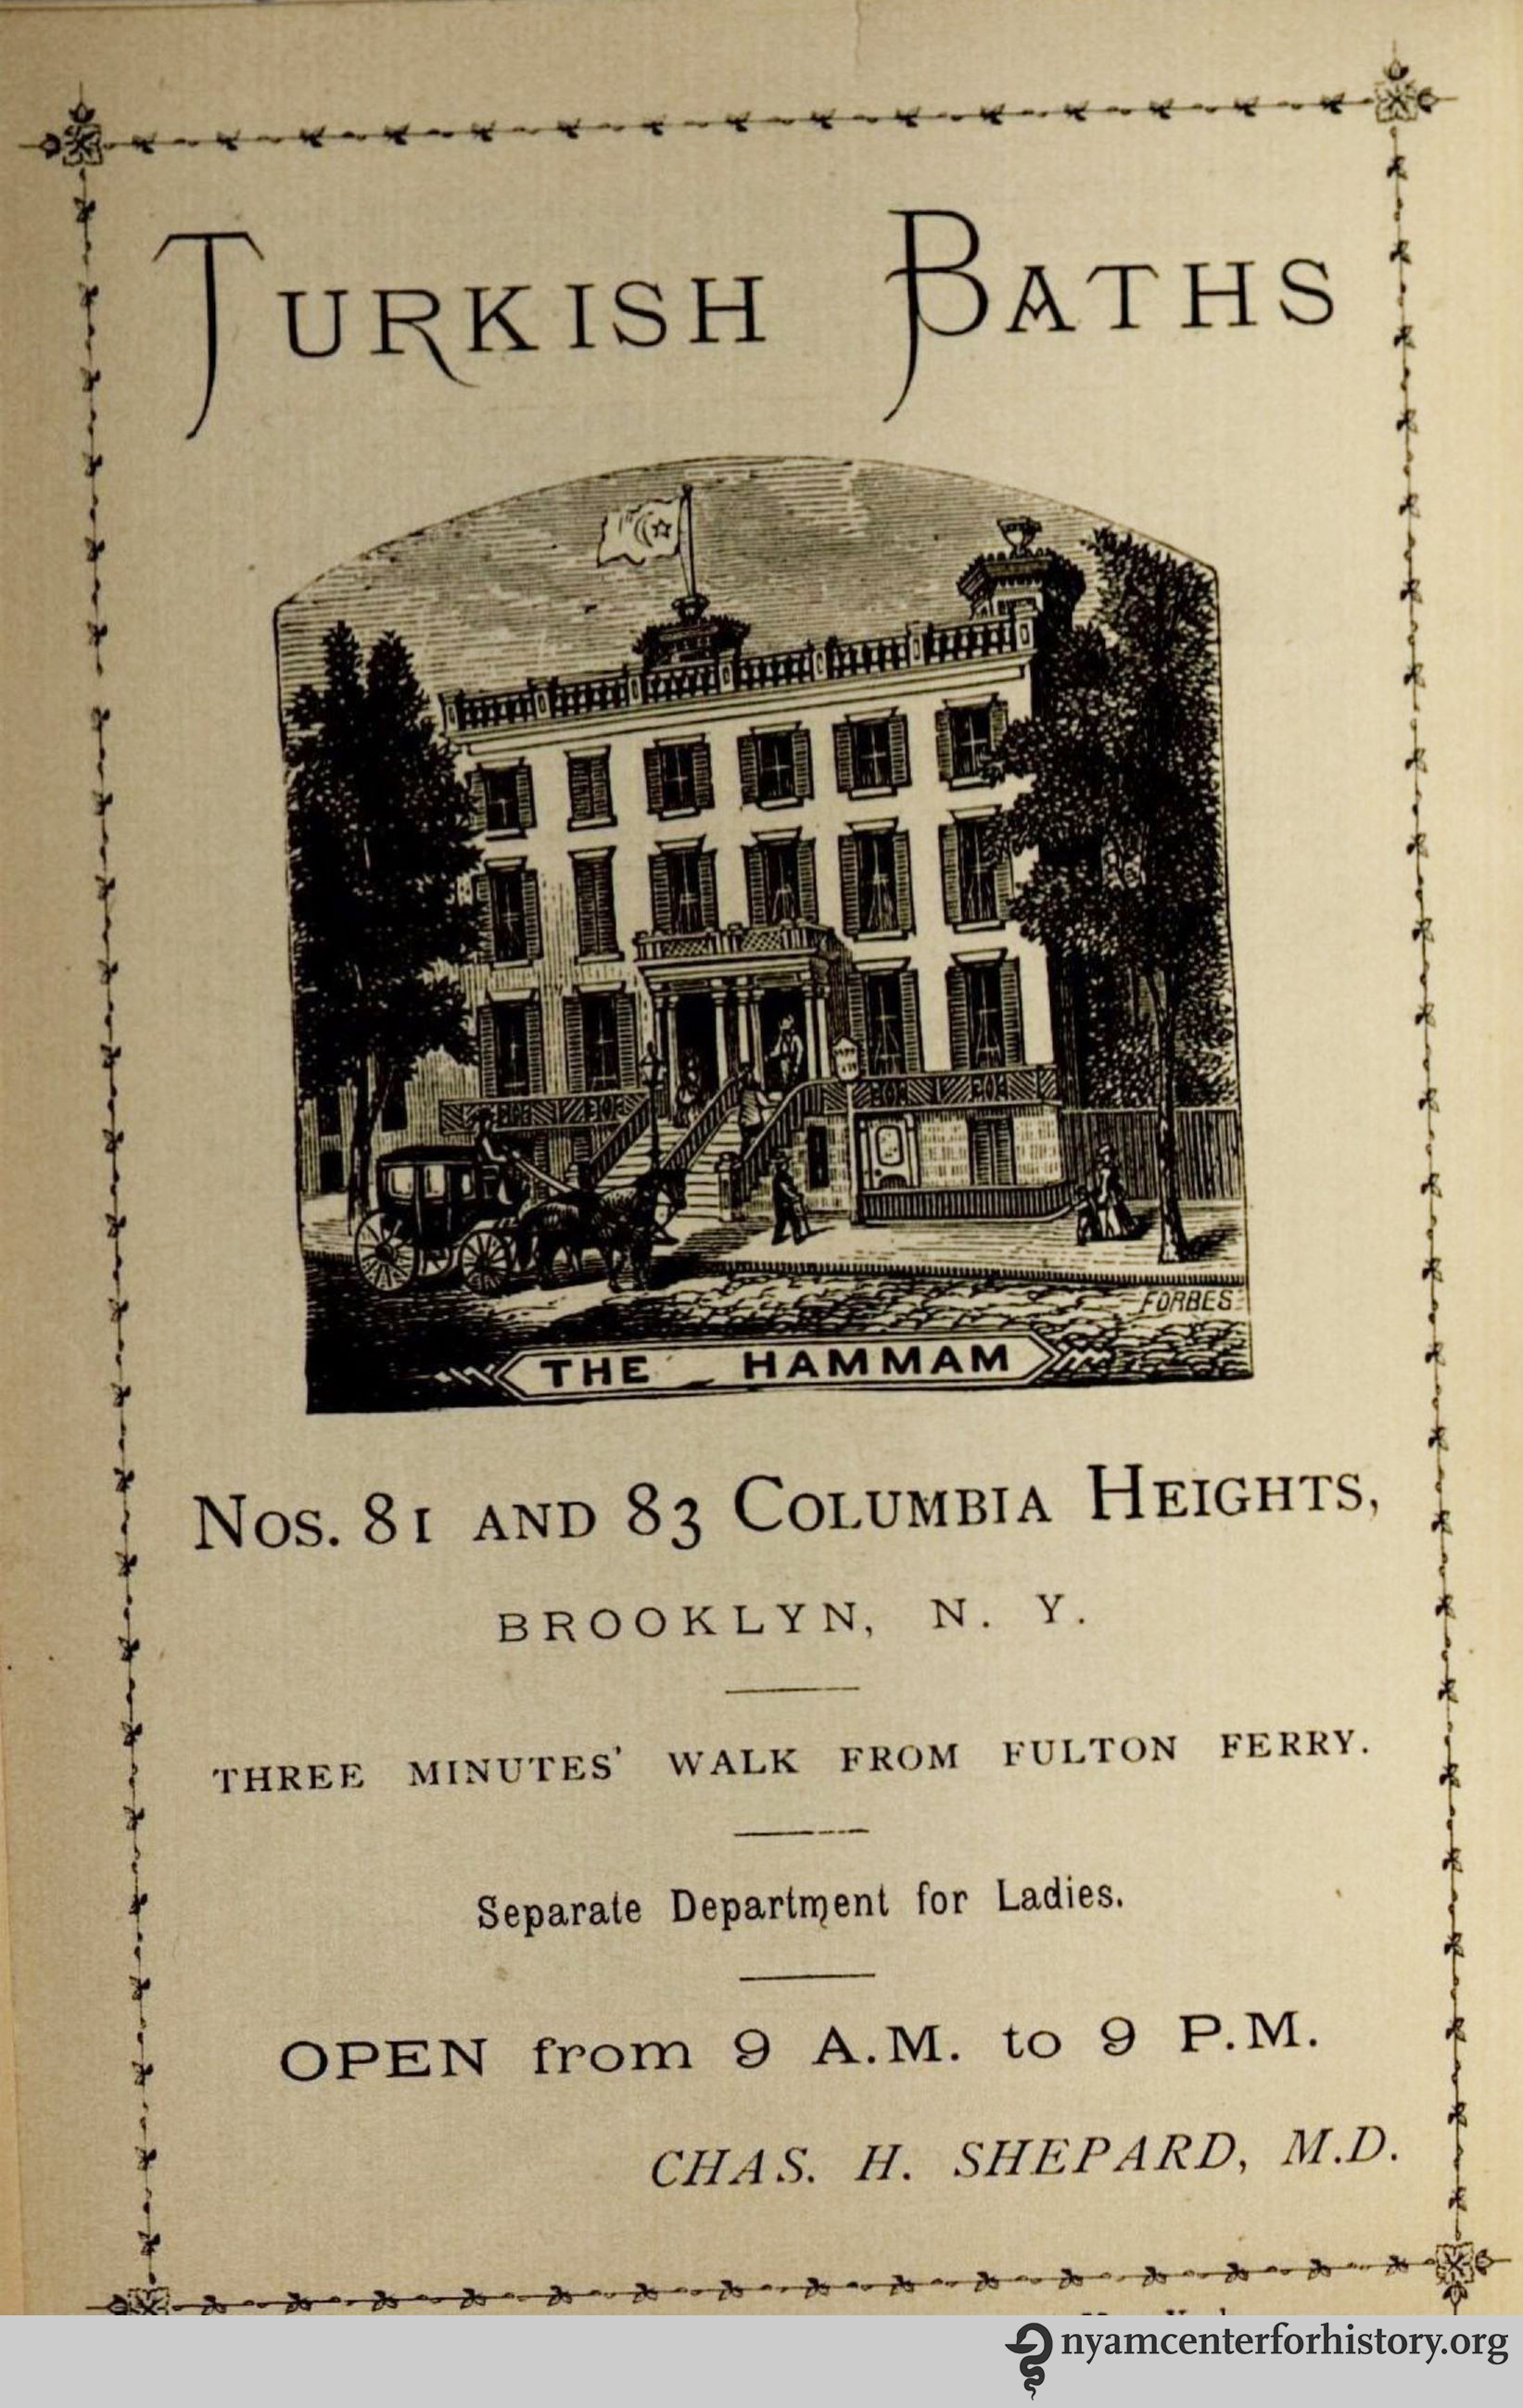 TURKISH BATHS
FORBES
THE HAMMAM
Nos. 81 AND 83 COLUMBIA HEIGHTS,
BROOKLYN, N. Y.
THREE MINUTES' WALK FROM FULTON FERRY.
Separate Department for Ladies.
OPEN from 9 A.M. to 9 P.M.
CHAS. H. SHEPARD, M.D.
nyamcenterforhistory.org